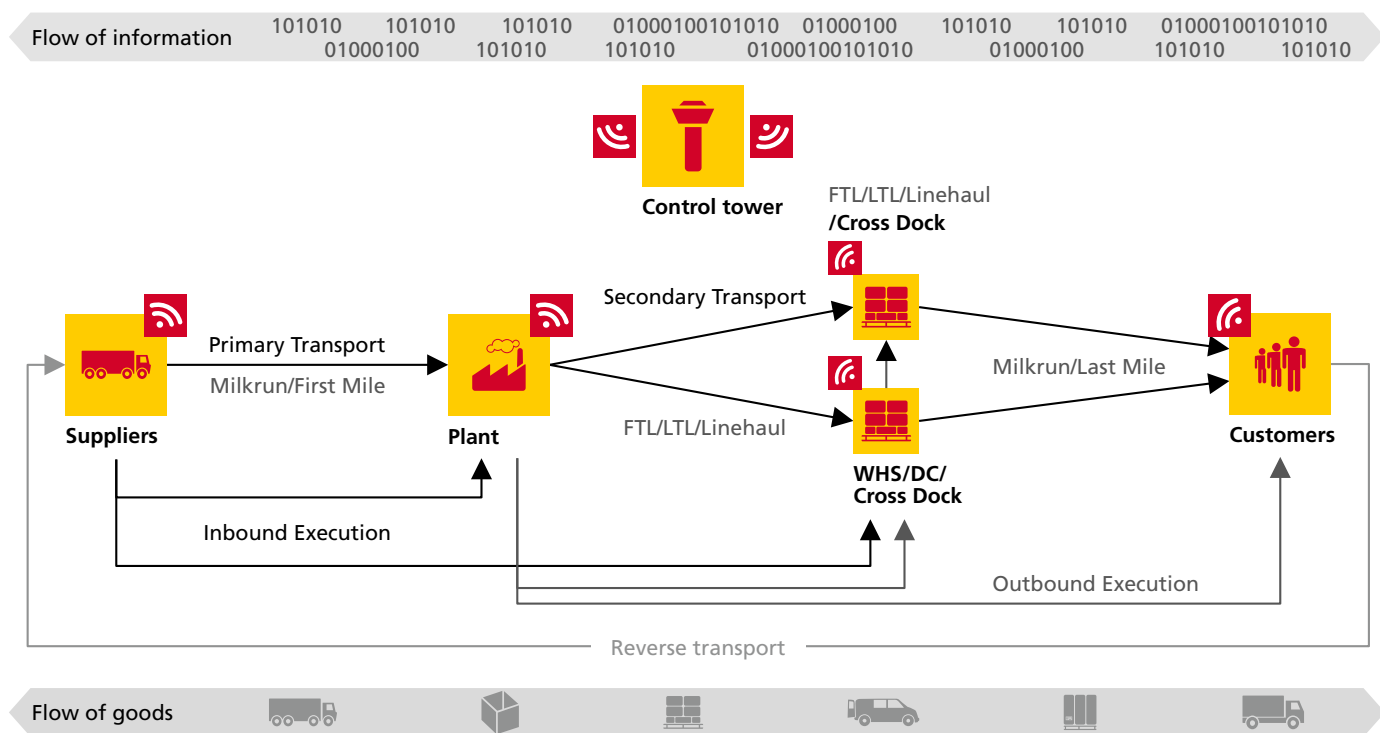 Flow of information
101010 101010 101010 01000100101010 01000100 101010 101010 01000100101010
01000100 101010 101010 01000100101010 01000100 101010 101010
Control tower
FTL/LTL/Linehaul
/Cross Dock
Secondary Transport
Primary Transport
Milkrun/First Mile
Milkrun/Last Mile
FTL/LTL/Linehaul
Suppliers
Plant
Customers
WHS/DC/
Cross Dock
Inbound Execution
Outbound Execution
Reverse transport
Flow of goods